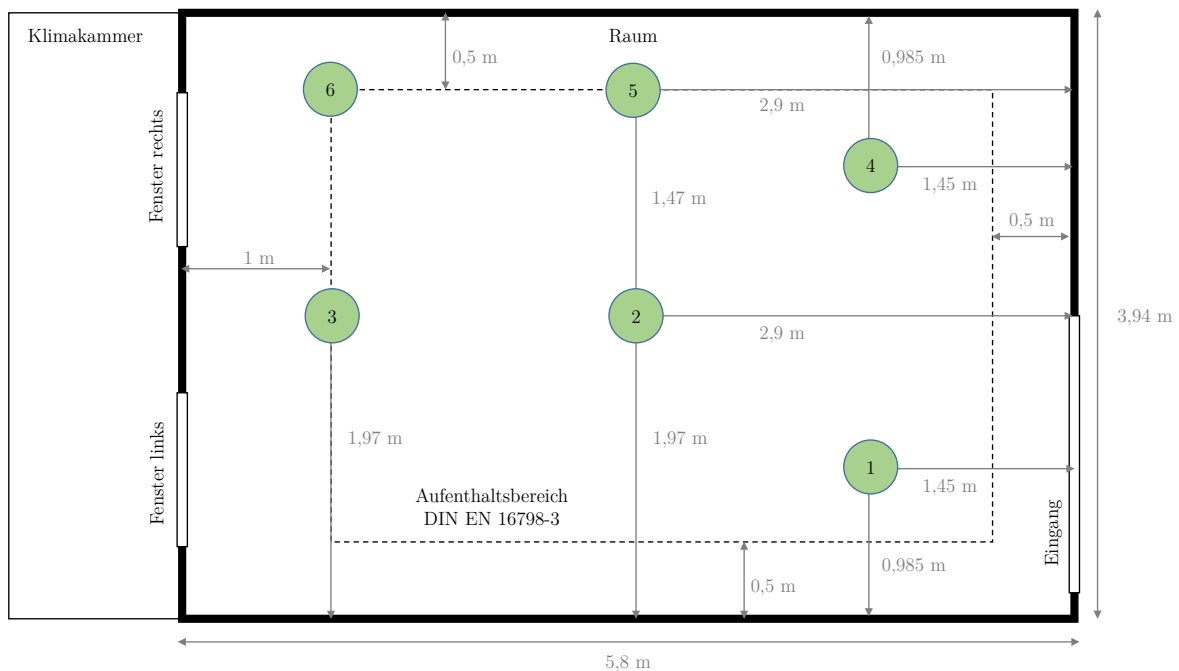 Klimakammer
Raum
0,5 m
0,985 m
6
5
2,9 m
Fenster rechts
4
1,45 m
1,47 m
0,5 m
1 m
3
2
2,9 m
3,94 m
1,97 m
1,97 m
Fenster links
1
1,45 m
Aufenthaltsbereich
DIN EN 16798-3
Eingang
0,985 m
0,5 m
5,8 m